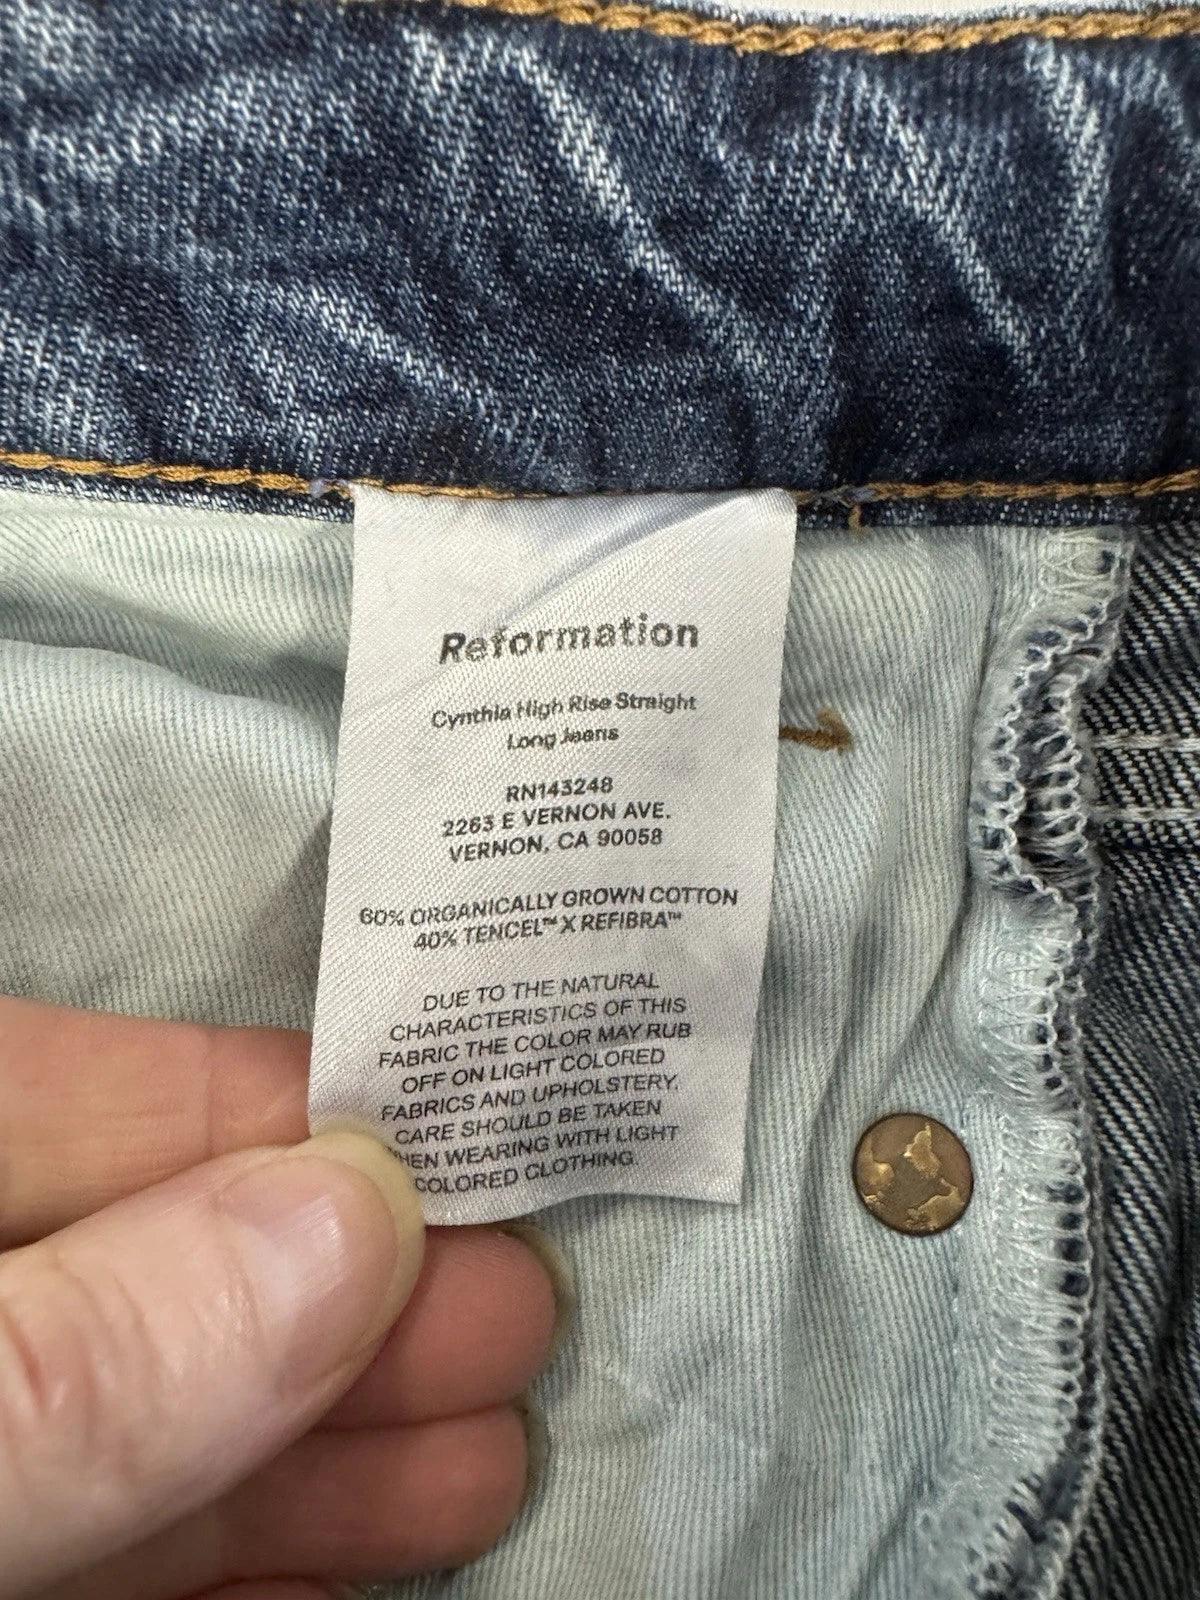 Reformation
Cynthia High Rise Straight
Long Jeans
RN143248
2263 E VERNON AVE.
VERNON, CA 90058
60% ORGANICALLY GROWN COTTON
40% TENCEL™ X REFIBRA™
DUE TO THE NATURAL
CHARACTERISTICS OF THIS
FABRIC THE COLOR MAY RUB
OFF ON LIGHT COLORED
FABRICS AND UPHOLSTERY.
CARE SHOULD BE TAKEN
WHEN WEARING WITH LIGHT
COLORED CLOTHING.